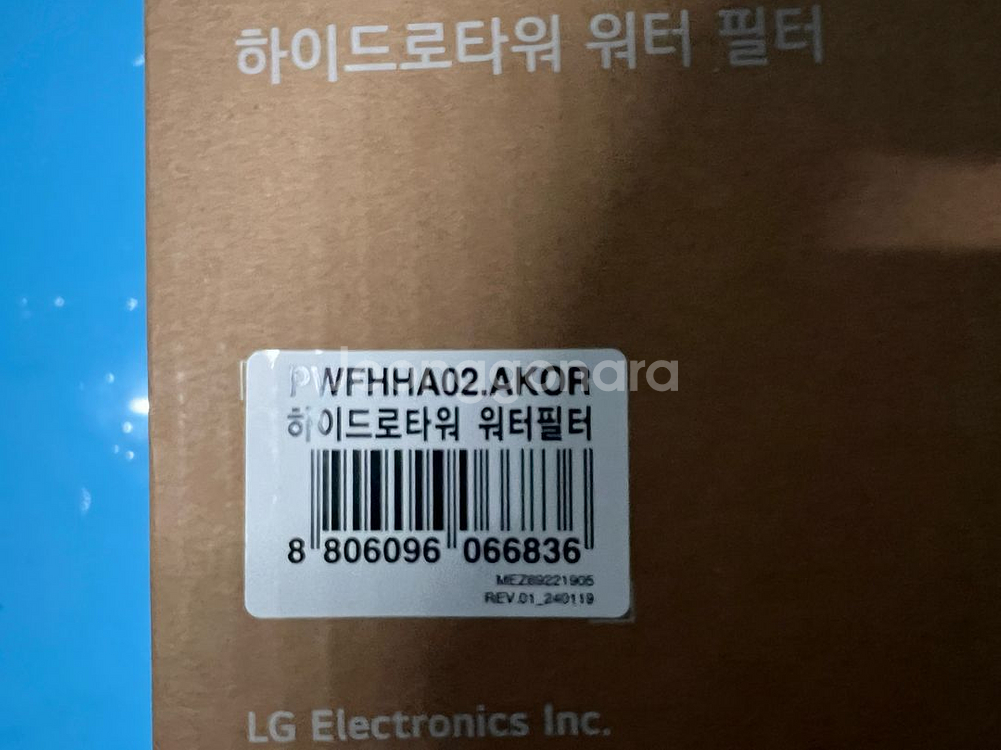 하이드로타워 워터 필터
joonggonara
PWFHHA02.AKOR
하이드로타워 워터필터
8 806096 066836
MEZ69221905
REV.01_240119
LG Electronics Inc.